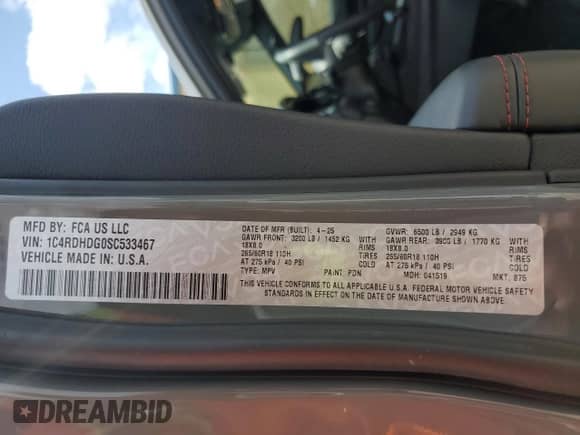 MFD BY: FCA US LLC
VIN: 1C4RDHDG0SC533467
VEHICLE MADE IN: U.S.A.
DATE OF MFR (BUILT): 4-25
GAWR FRONT: 3200 LB / 1452 KG
18X8.0
265/60R18 110H
AT 275 kPa / 40 PSI
TYPE: MPV
RIMS
TIRES
COLD
PAINT: PDN
GVWR: 6500 LB / 2949 KG
GAWR REAR: 3900 LB / 1770 KG
18X8.0
265/60R18 110H
AT 275 kPa / 40 PSI
MDH: 041519
RIMS
TIRES
COLD
MKT: 876
THIS VEHICLE CONFORMS TO ALL APPLICABLE U.S.A. FEDERAL MOTOR VEHICLE SAFETY
STANDARDS IN EFFECT ON THE DATE OF MANUFACTURE SHOWN ABOVE.
DREAMBID